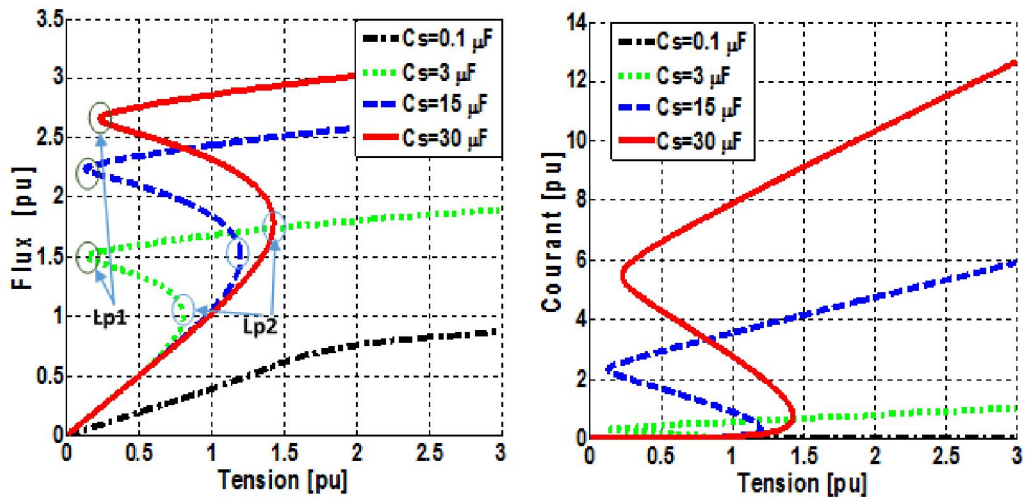 3.5
3
2.5
2
1.5
1
0.5
0
Flux [pu]
0 0.5 1 1.5 2 2.5 3
Tension [pu]
Cs=0.1 μF
Cs=3 μF
Cs=15 μF
Cs=30 μF
Lp1
Lp2
14
12
10
8
6
4
2
0
Courant [pu]
0 0.5 1 1.5 2 2.5 3
Tension [pu]
Cs=0.1 μF
Cs=3 μF
Cs=15 μF
Cs=30 μF